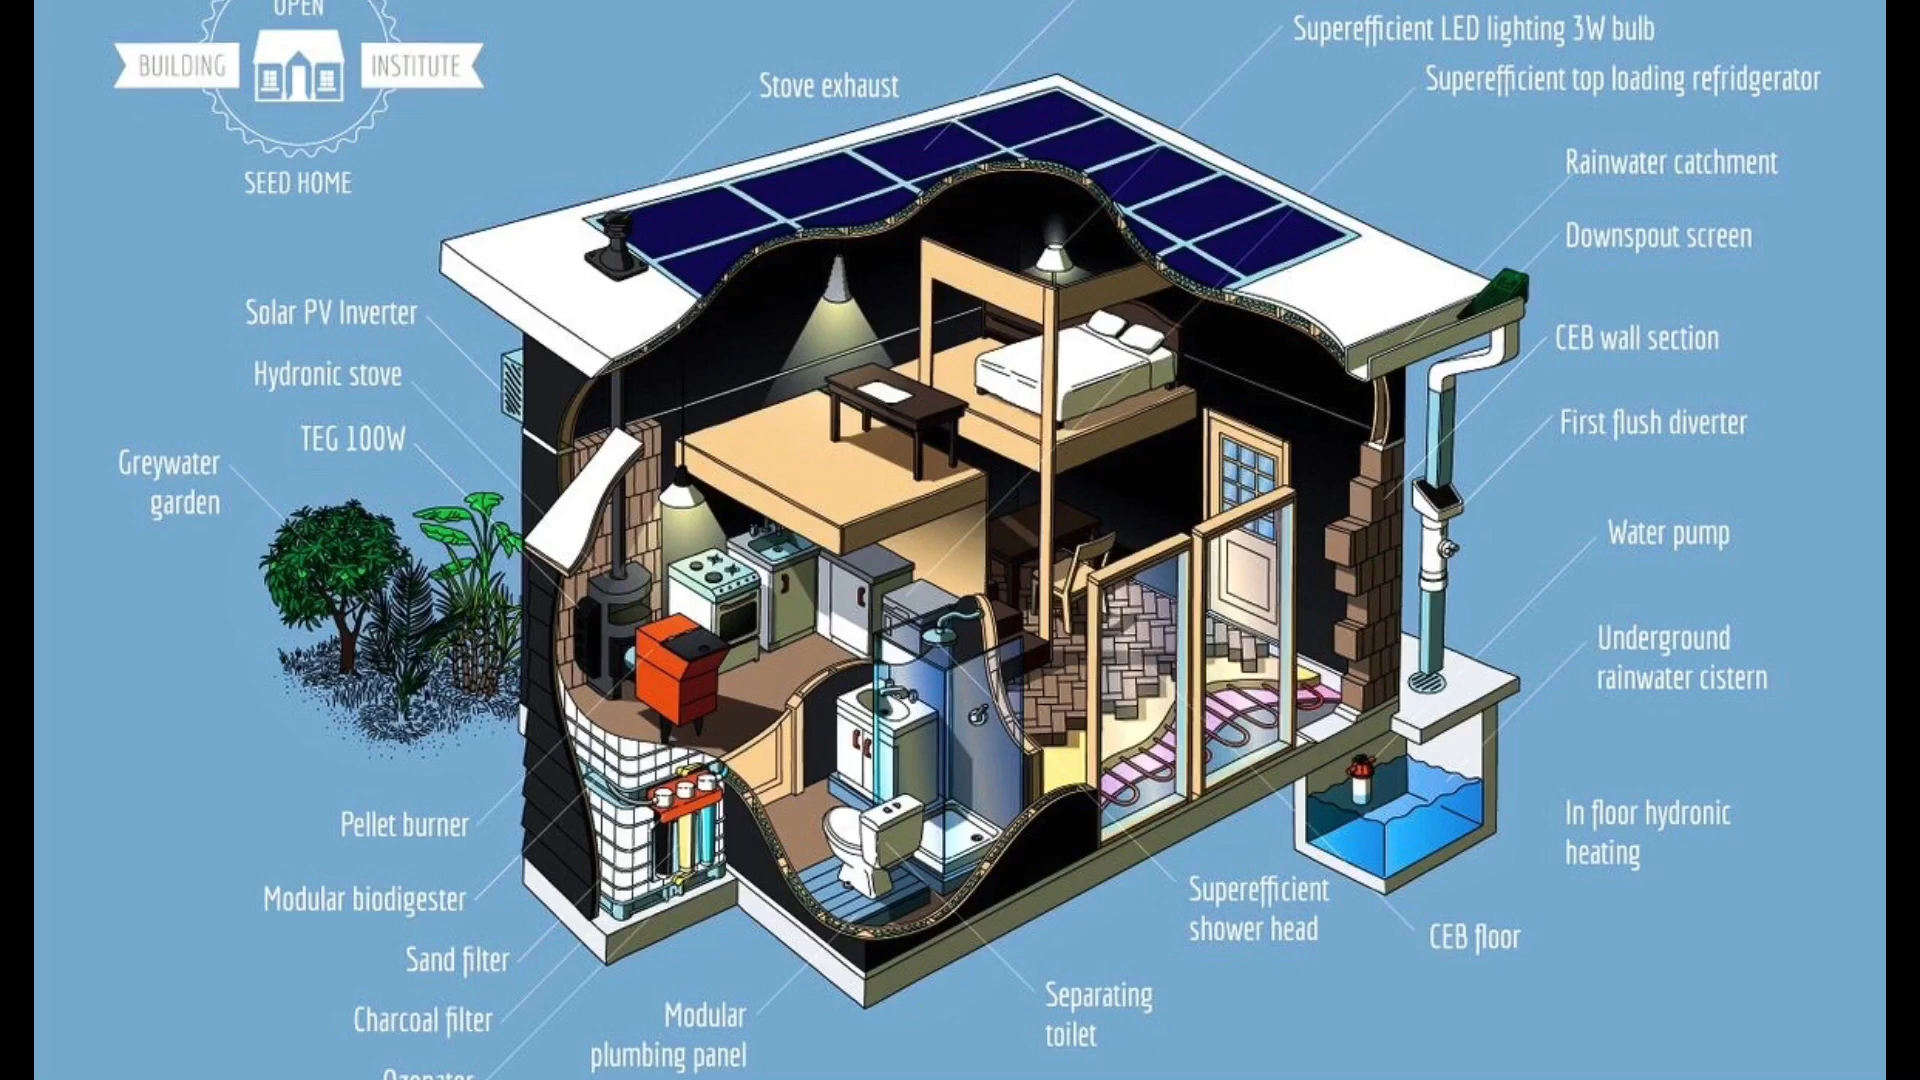 OPEN
BUILDING INSTITUTE
SEED HOME
Stove exhaust
Superefficient LED lighting 3W bulb
Superefficient top loading refridgerator
Rainwater catchment
Downspout screen
Solar PV Inverter
CEB wall section
Hydronic stove
First flush diverter
TEG 100W
Greywater
garden
Water pump
Underground
rainwater cistern
In floor hydronic
heating
Pellet burner
Modular biodigester
Superefficient
shower head
CEB floor
Sand filter
Separating
toilet
Charcoal filter
Modular
plumbing panel
Ozonator